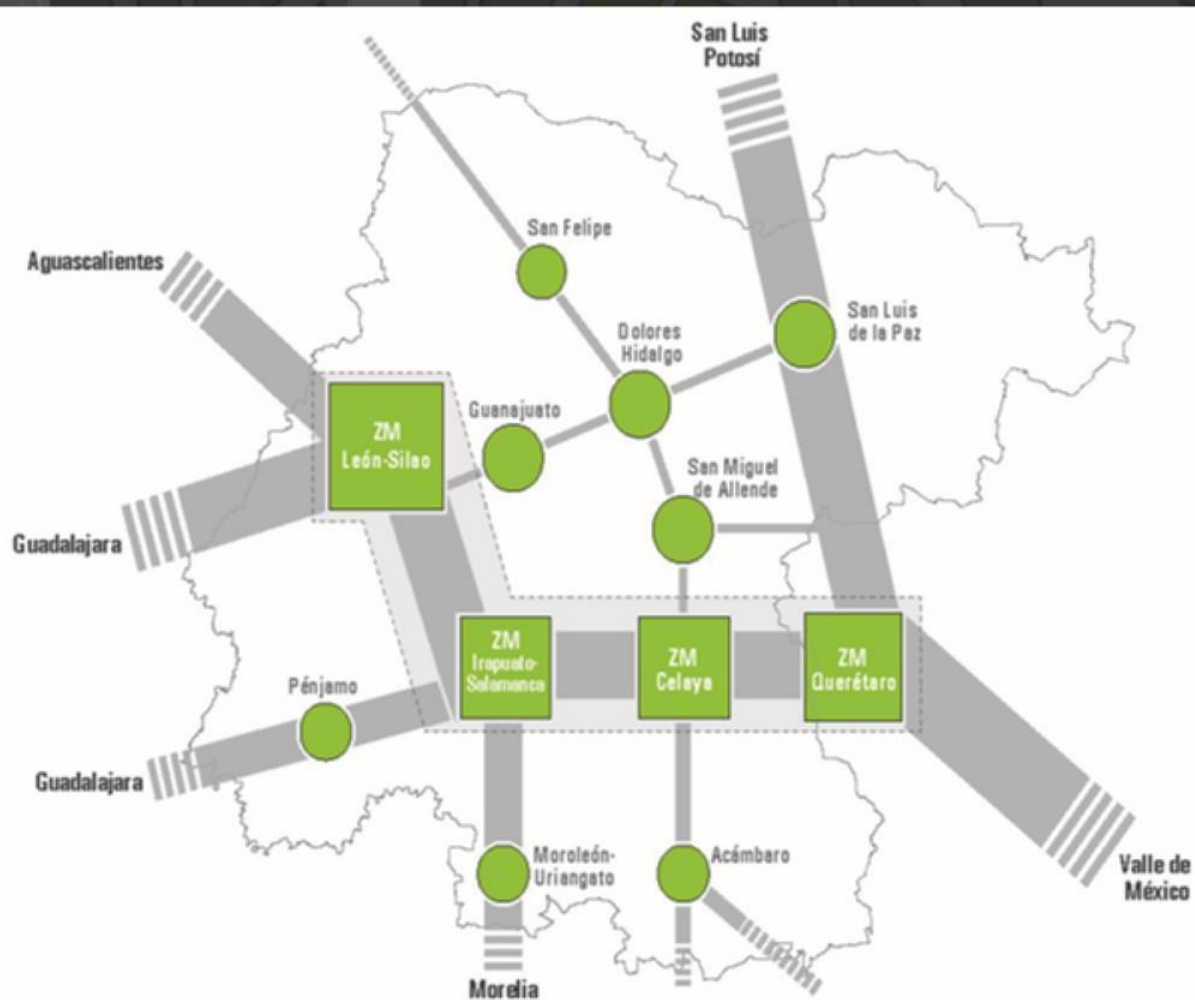 San Luis
Potosí
San Felipe
Aguascalientes
San Luis
de la Paz
Dolores
Hidalgo
Guanajuato
ZM
León-Silao
San Miguel
de Allende
Guadalajara
ZM
Irapuato-
Salamanca
ZM
Celaya
ZM
Querétaro
Pénjamo
Guadalajara
Moroleón-
Uriangato
Acámbaro
Valle de
México
Morelia